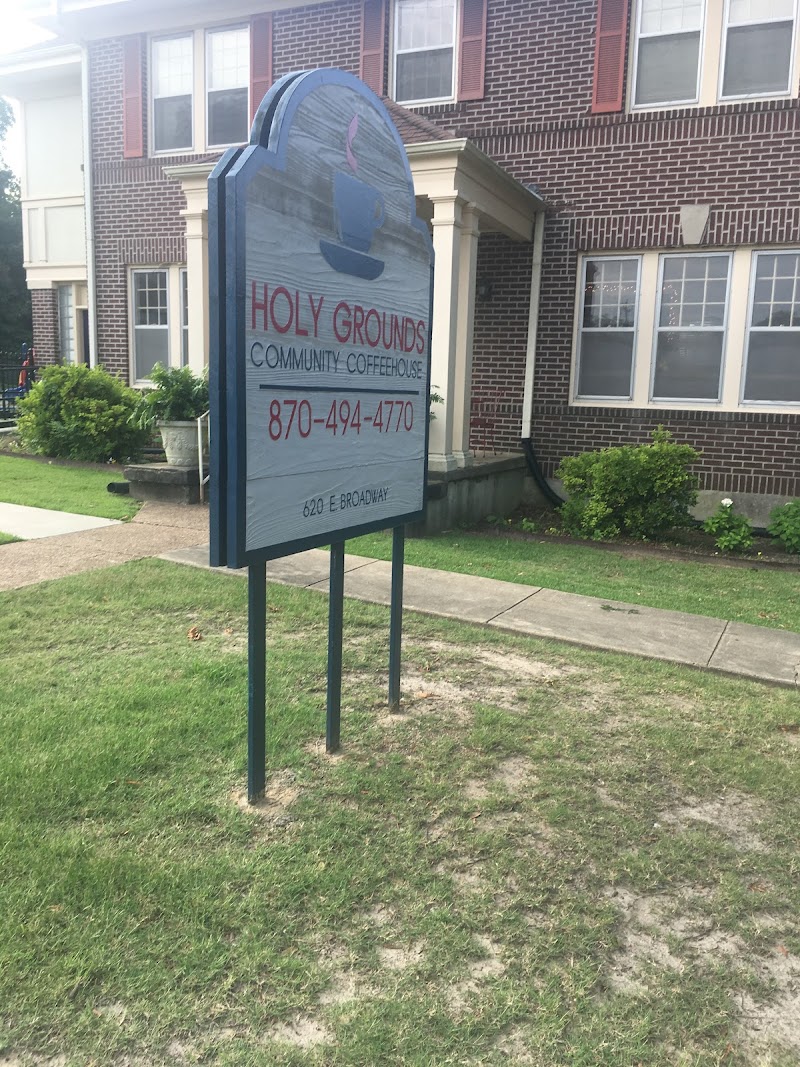 HOLY GROUNDS
COMMUNITY COFFEEHOUSE
870-494-4770
620 E. BROADWAY